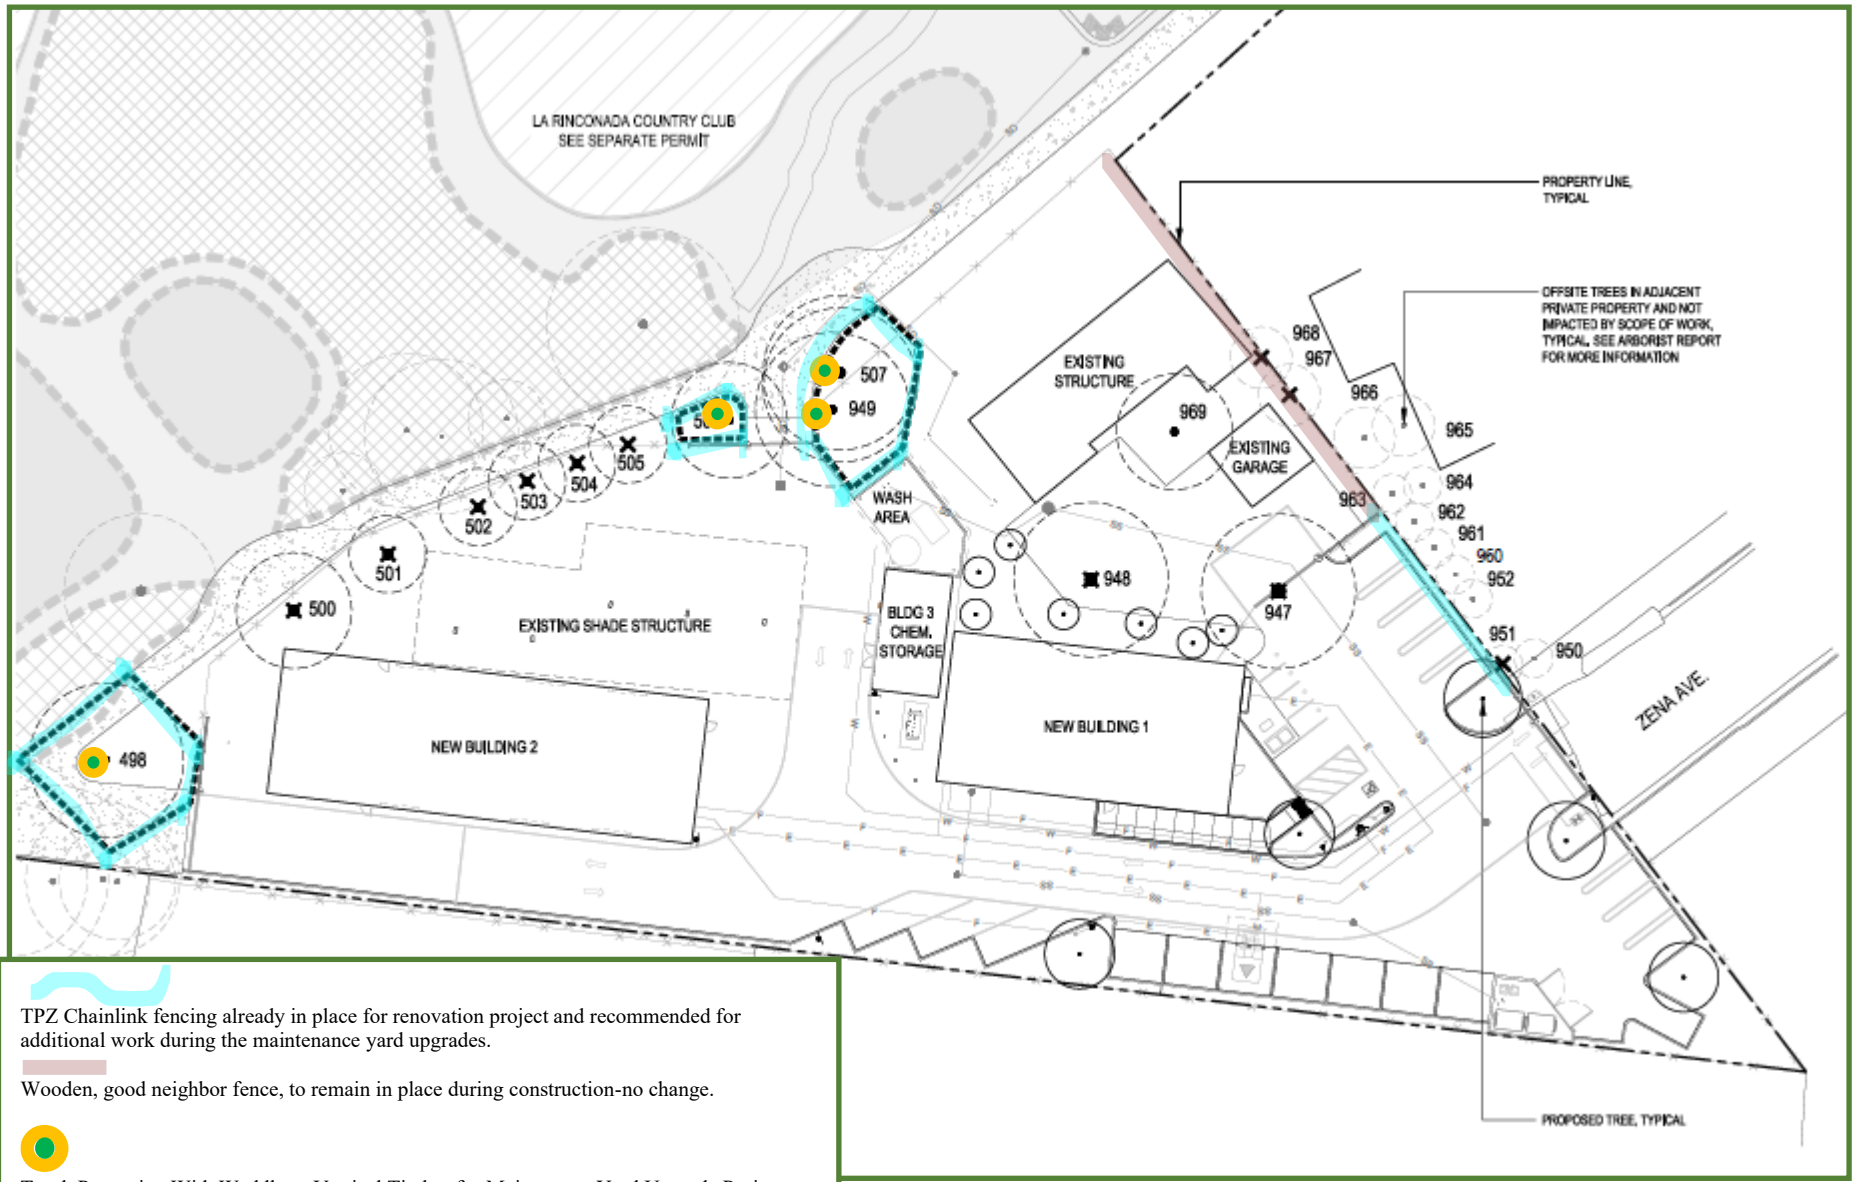 LA RINCONADA COUNTRY CLUB
SEE SEPARATE PERMIT
PROPERTY LINE,
TYPICAL
OFFSITE TREES IN ADJACENT
PRIVATE PROPERTY AND NOT
IMPACTED BY SCOPE OF WORK,
TYPICAL. SEE ARBORIST REPORT
FOR MORE INFORMATION
968
967
966
965
964
963
962
961
960
952
951
950
EXISTING
STRUCTURE
969
EXISTING
GARAGE
507
949
505
504
503
502
501
500
498
WASH
AREA
948
947
EXISTING SHADE STRUCTURE
BLDG 3
CHEM.
STORAGE
NEW BUILDING 2
NEW BUILDING 1
ZENA AVE.
PROPOSED TREE, TYPICAL
TPZ Chainlink fencing already in place for renovation project and recommended for
additional work during the maintenance yard upgrades.
Wooden, good neighbor fence, to remain in place during construction-no change.